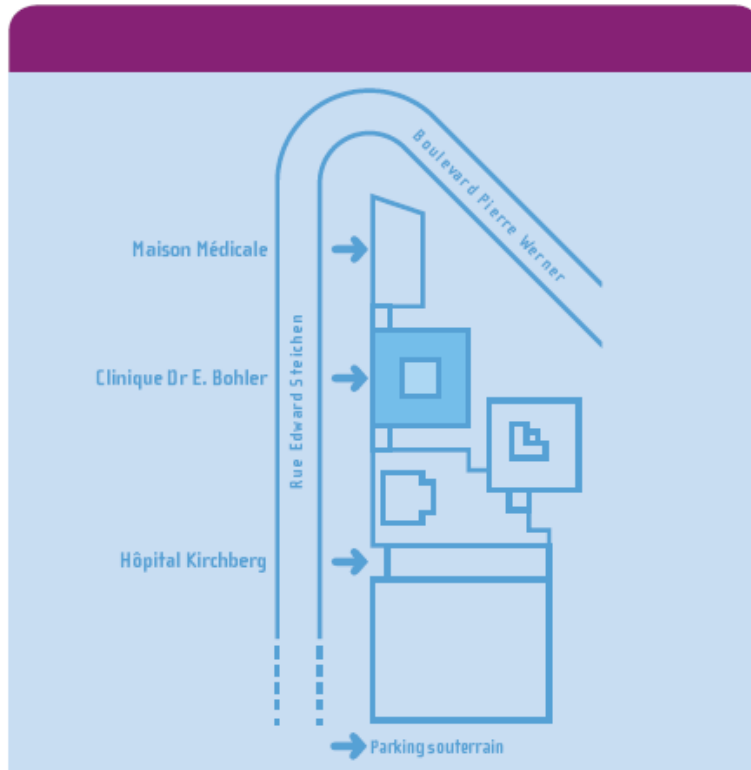 Boulevard Pierre Werner
Maison Médicale
Rue Edward Steichen
Clinique Dr E. Bohler
Hôpital Kirchberg
Parking souterrain